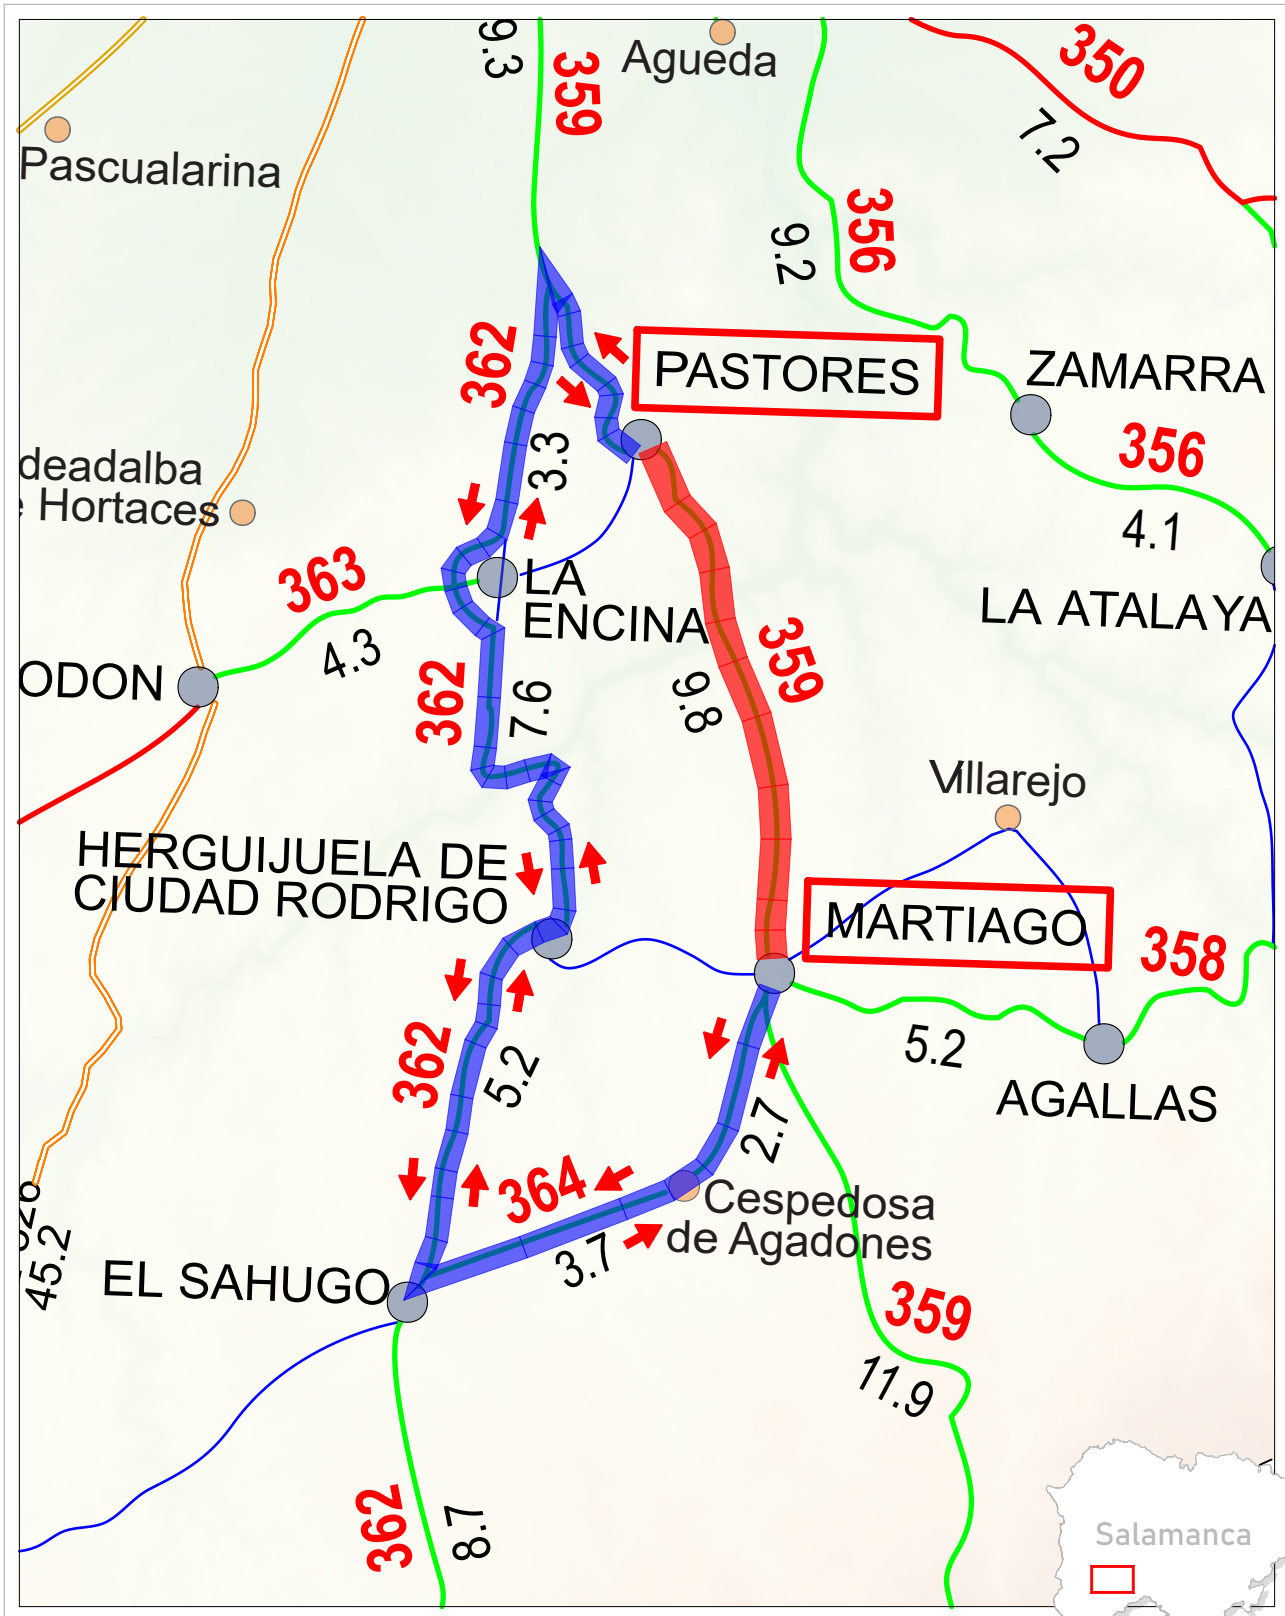 9.3
359
Agueda
350
7.2
Pascualarina
356
9.2
362
PASTORES
ZAMARRA
356
4.1
3.3
deadalba
Hortaces
363
4.3
LA
ENCINA
LA ATALAYA
359
9.8
ODON
362
7.6
Villarejo
HERGUIJUELA DE
CIUDAD RODRIGO
MARTIAGO
358
5.2
AGALLAS
362
5.2
2.7
364
3.7
Cespedosa
de Agadones
45.2
EL SAHUGO
359
11.9
362
8.7
Salamanca